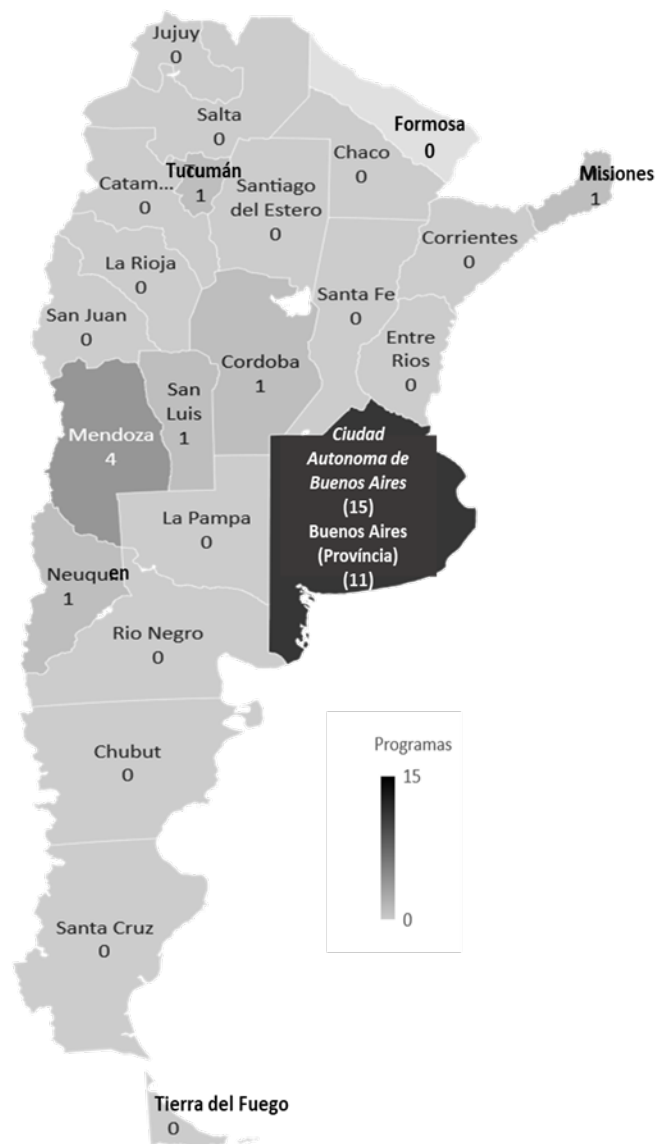 Jujuy
0
Salta
0
Formosa
0
Chaco
0
Tucumán
1
Catam...
0
Santiago
del Estero
0
Misiones
1
Corrientes
0
La Rioja
0
Santa Fe
0
San Juan
0
Entre
Rios
0
Cordoba
1
San
Luis
1
Mendoza
4
Ciudad
Autonoma de
Buenos Aires
(15)
Buenos Aires
(Província)
(11)
La Pampa
0
Neuquen
1
Rio Negro
0
Chubut
0
Programas
15
0
Santa Cruz
0
Tierra del Fuego
0